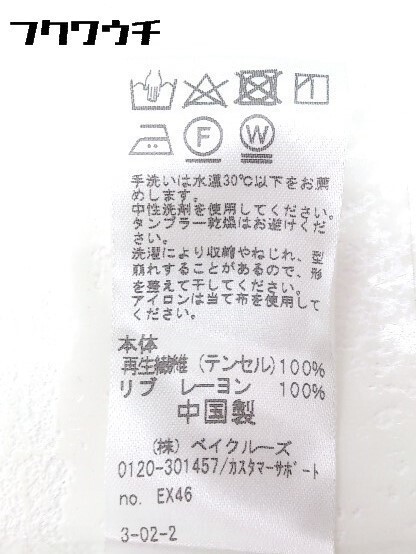 フクワウチ
F W
手洗いは水温30℃以下をお薦
めします。
中性洗剤を使用してください。
タンブラー乾燥はお避けくださ
い。
洗濯により収縮やねじれ、型
崩れすることがあるので、形
を整えて干してください。
アイロンは当て布を使用して
ください。
本体
再生繊維 (テンセル)100%
リブ レーヨン 100%
中国製
(株) ベイクルーズ
0120-301457/カスタマーサポート
no. EX46
3-02-2